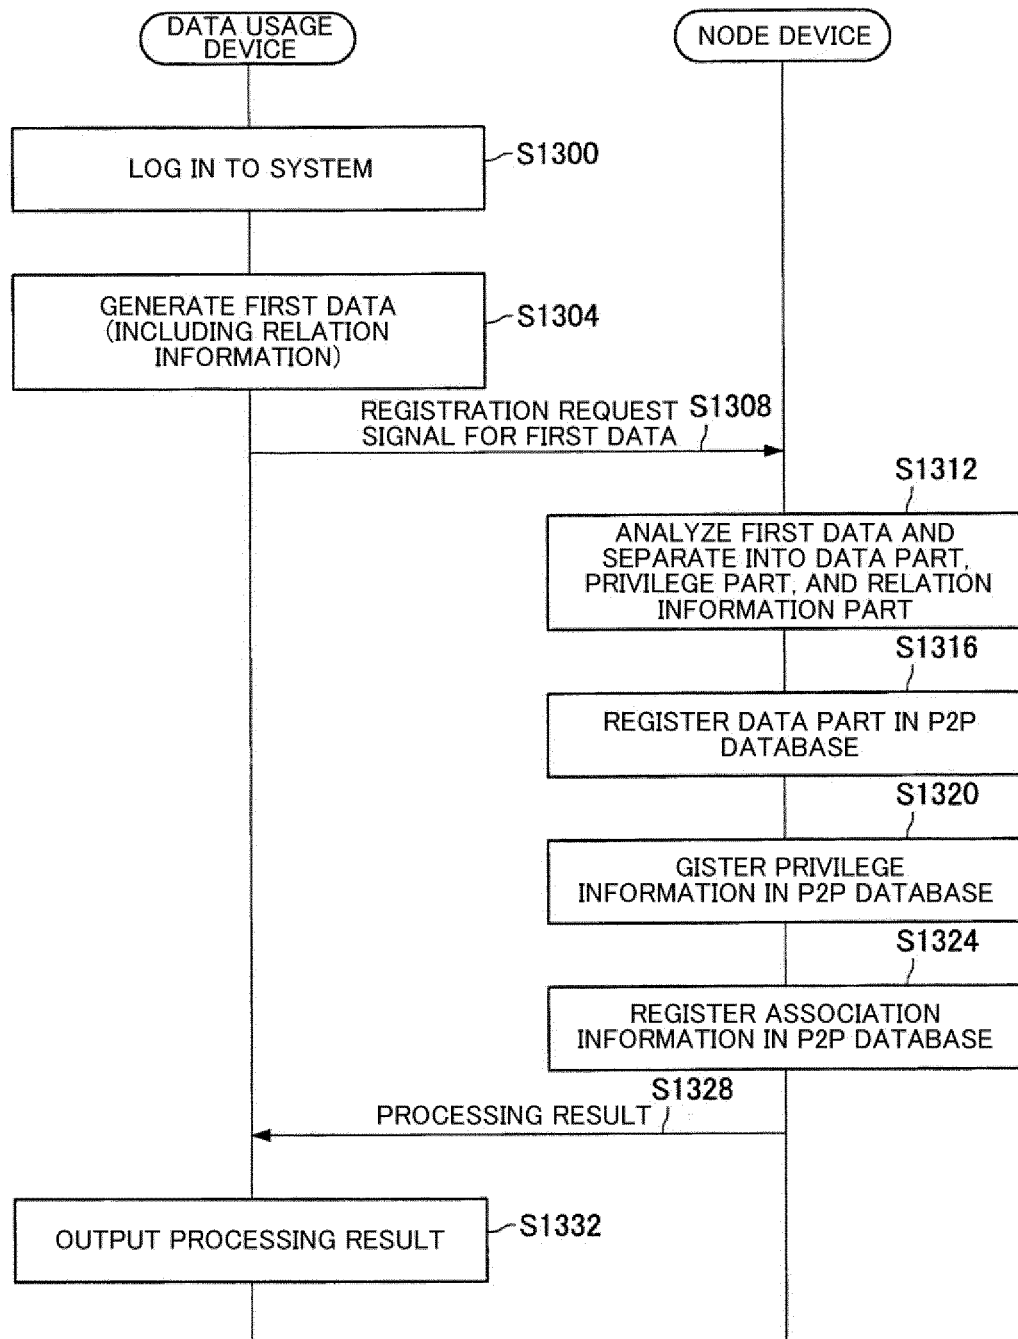 DATA USAGE
DEVICE
NODE DEVICE
LOG IN TO SYSTEM
S1300
GENERATE FIRST DATA
(INCLUDING RELATION
INFORMATION)
S1304
REGISTRATION REQUEST
SIGNAL FOR FIRST DATA
S1308
S1312
ANALYZE FIRST DATA AND
SEPARATE INTO DATA PART,
PRIVILEGE PART, AND RELATION
INFORMATION PART
S1316
REGISTER DATA PART IN P2P
DATABASE
S1320
GISTER PRIVILEGE
INFORMATION IN P2P DATABASE
S1324
REGISTER ASSOCIATION
INFORMATION IN P2P DATABASE
S1328
PROCESSING RESULT
OUTPUT PROCESSING RESULT
S1332